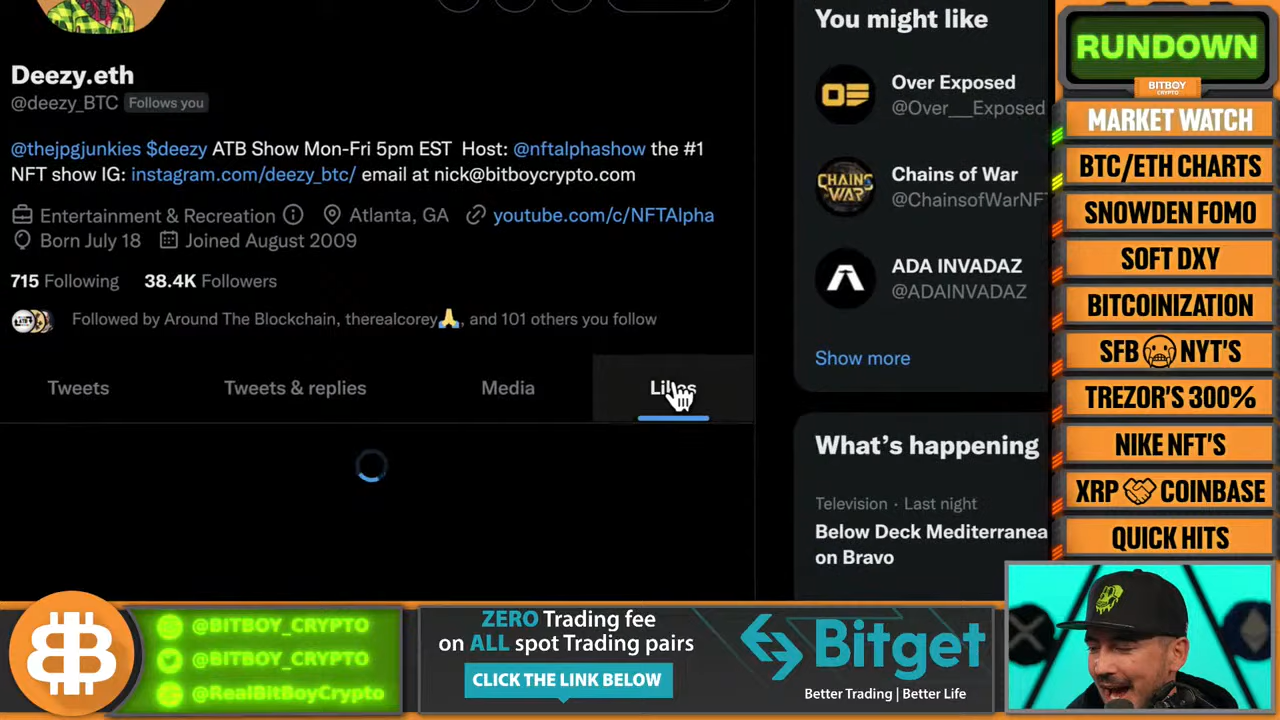 Deezy.eth
@deezy_BTC Follows you
@thejpgjunkies $deezy ATB Show Mon-Fri 5pm EST Host: @nftalphashow the #1
NFT show IG: instagram.com/deezy_btc/ email at nick@bitboycrypto.com
Entertainment & Recreation Atlanta, GA youtube.com/c/NFTAlpha
Born July 18 Joined August 2009
715 Following 38.4K Followers
Followed by Around The Blockchain, therealcorey🙏, and 101 others you follow
Tweets Tweets & replies Media Likes
You might like
Over Exposed
@Over__Exposed
CHAINS WAR
Chains of War
@ChainsofWarNF
ADA INVADAZ
@ADAINVADAZ
Show more
What's happening
Television · Last night
Below Deck Mediterranea
on Bravo
RUNDOWN
BITBOY
CRYPTO
MARKET WATCH
BTC/ETH CHARTS
SNOWDEN FOMO
SOFT DXY
BITCOINIZATION
SFB🥶NYT'S
TREZOR'S 300%
NIKE NFT'S
XRP🤝COINBASE
QUICK HITS
@BITBOY_CRYPTO
@BITBOY_CRYPTO
@RealBitBoyCrypto
ZERO Trading fee
on ALL spot Trading pairs
CLICK THE LINK BELOW
Bitget
Better Trading | Better Life